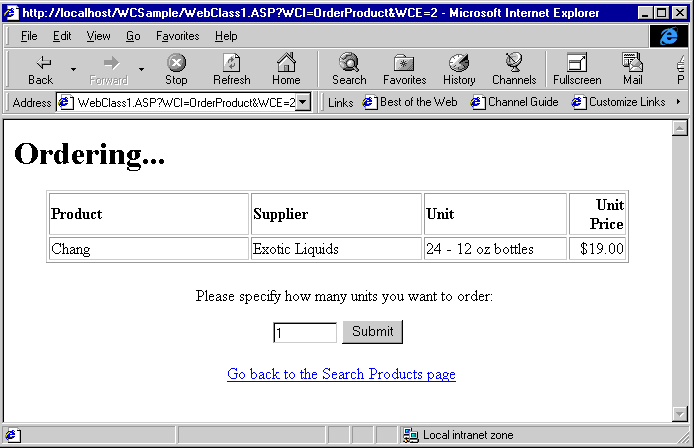 http://localhost/WCSample/WebClass1.ASP?WCI=OrderProduct&WCE=2 - Microsoft Internet Explorer
File Edit View Go Favorites Help
Back Forward Stop Refresh Home Search Favorites History Channels Fullscreen Mail P
Address WebClass1.ASP?WCI=OrderProduct&WCE=2 Links Best of the Web Channel Guide Customize Links
Ordering...
Product Supplier Unit Unit Price
Chang Exotic Liquids 24 - 12 oz bottles $19.00
Please specify how many units you want to order:
1 Submit
Go back to the Search Products page
Local intranet zone